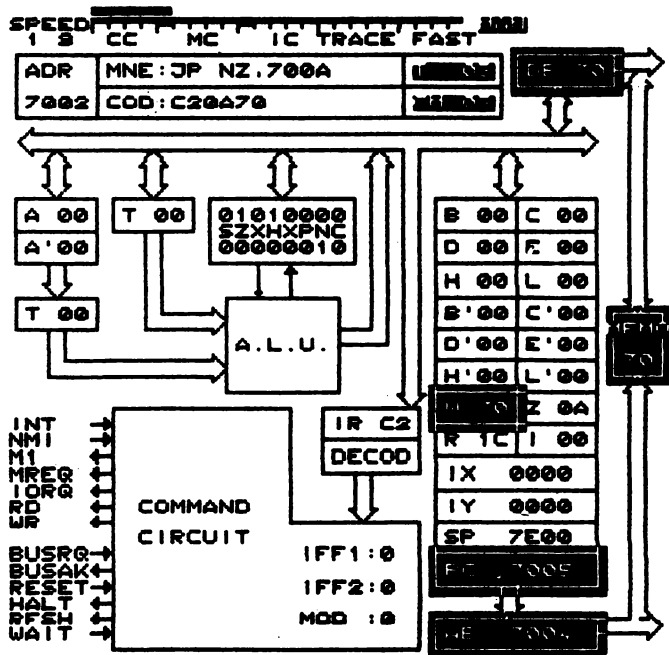 SPEED
1 S CC MC IC TRACE FAST
ADR MNE:JP NZ,700A
7002 COD:C20A70
A 00 T 00 01010000 B 00 C 00
A'00 SZXHXPNC D 00 E 00
00000010
T 00 H 00 L 00
A.L.U. B'00 C'00
D'00 E'00
H'00 L'00
IR C2 Z 0A
DECOD R 1C I 00
INT
NMI
M1
MREQ
IORQ
RD
WR
COMMAND
CIRCUIT
IX 0000
IY 0000
SP 7E00
BUSRQ IFF1:0
BUSAK
RESET IFF2:0
HALT
RFSH MOD :0
WAIT